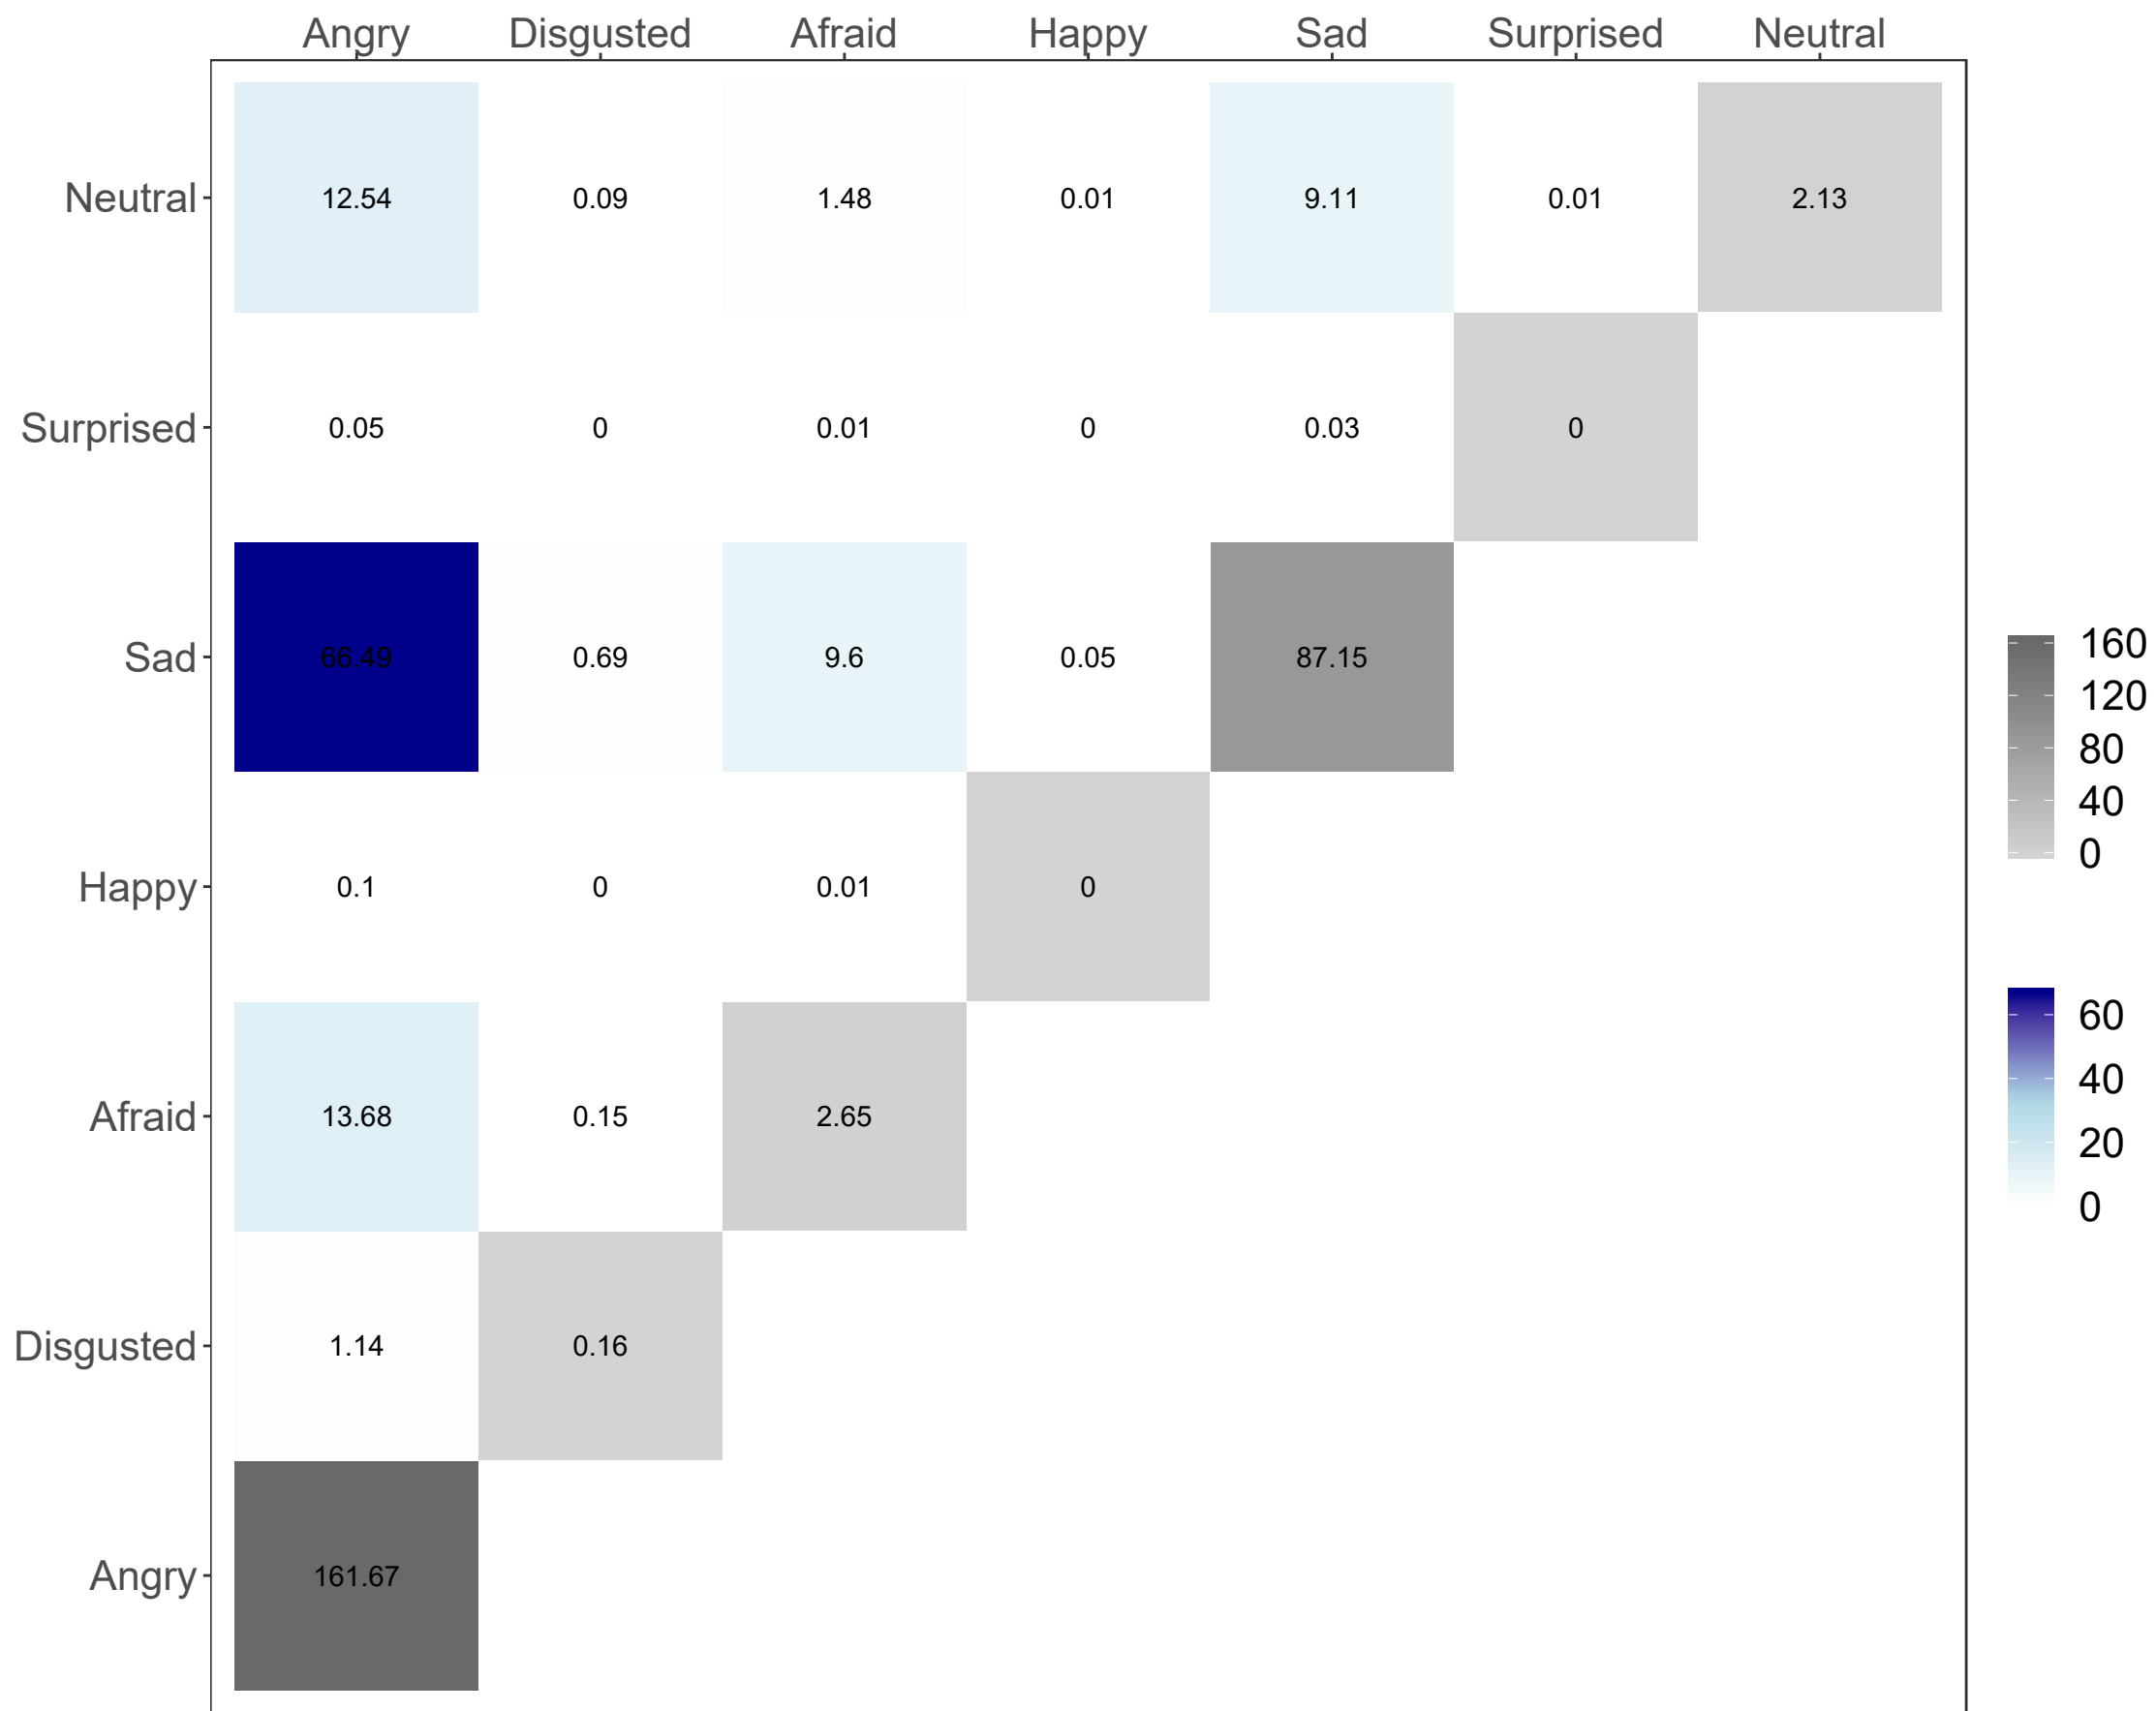 Angry Disgusted Afraid Happy Sad Surprised Neutral
Neutral 12.54 0.09 1.48 0.01 9.11 0.01 2.13
Surprised 0.05 0 0.01 0 0.03 0
Sad 66.49 0.69 9.6 0.05 87.15
Happy 0.1 0 0.01 0
Afraid 13.68 0.15 2.65
Disgusted 1.14 0.16
Angry 161.67
160
120
80
40
0
60
40
20
0